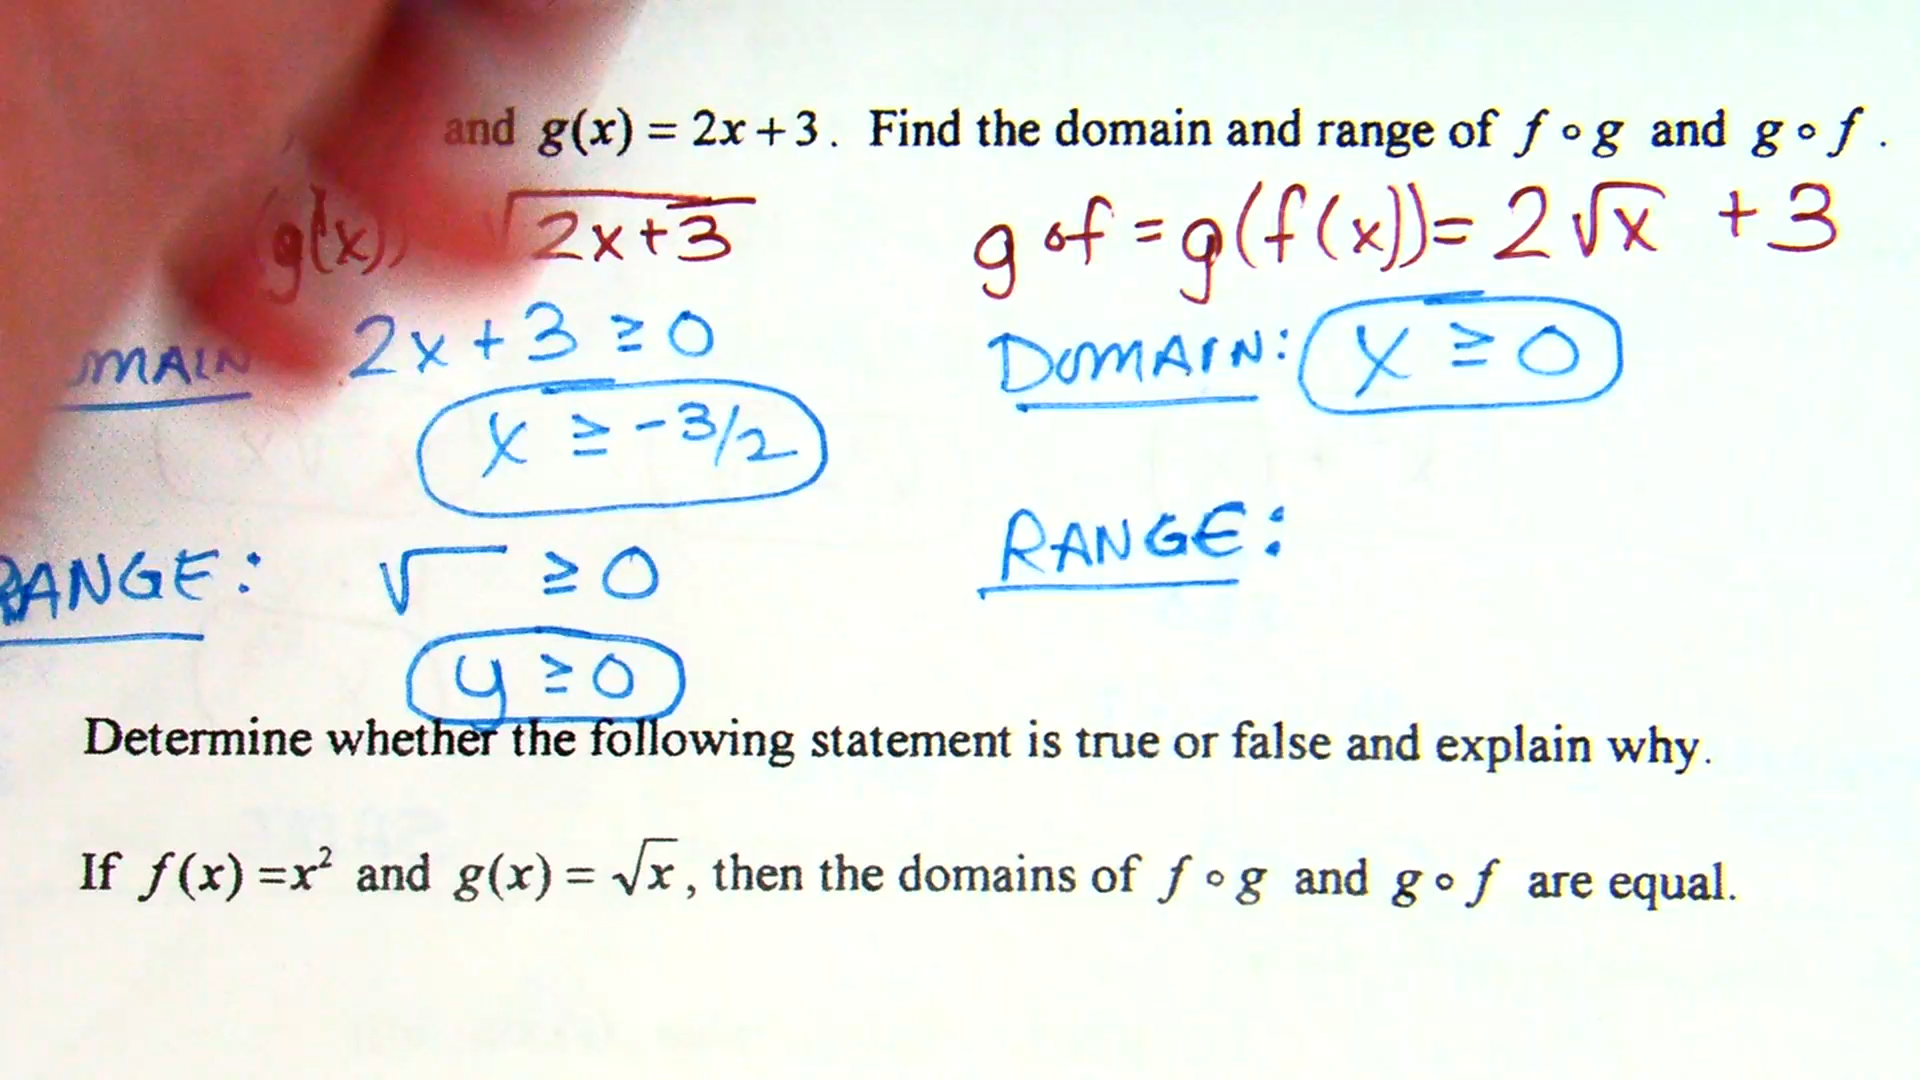 and g(x) = 2x + 3. Find the domain and range of f ∘ g and g ∘ f.
g(x)) √2x+3
g∘f = g(f(x)) = 2√x + 3
2x + 3 ≥ 0
DOMAIN: x ≥ 0
x ≥ -3/2
RANGE: √ ≥ 0
RANGE:
y ≥ 0
Determine whether the following statement is true or false and explain why.
If f(x) =x² and g(x) = √x, then the domains of f ∘ g and g ∘ f are equal.